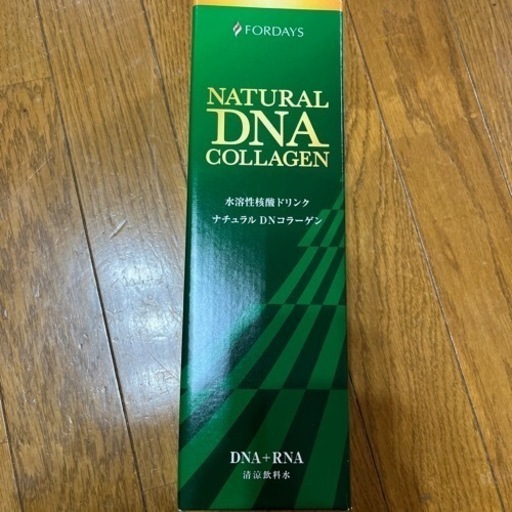 FORDAYS
NATURAL
DNA
COLLAGEN
水溶性核酸ドリンク
ナチュラル DNコラーゲン
DNA+RNA
清涼飲料水